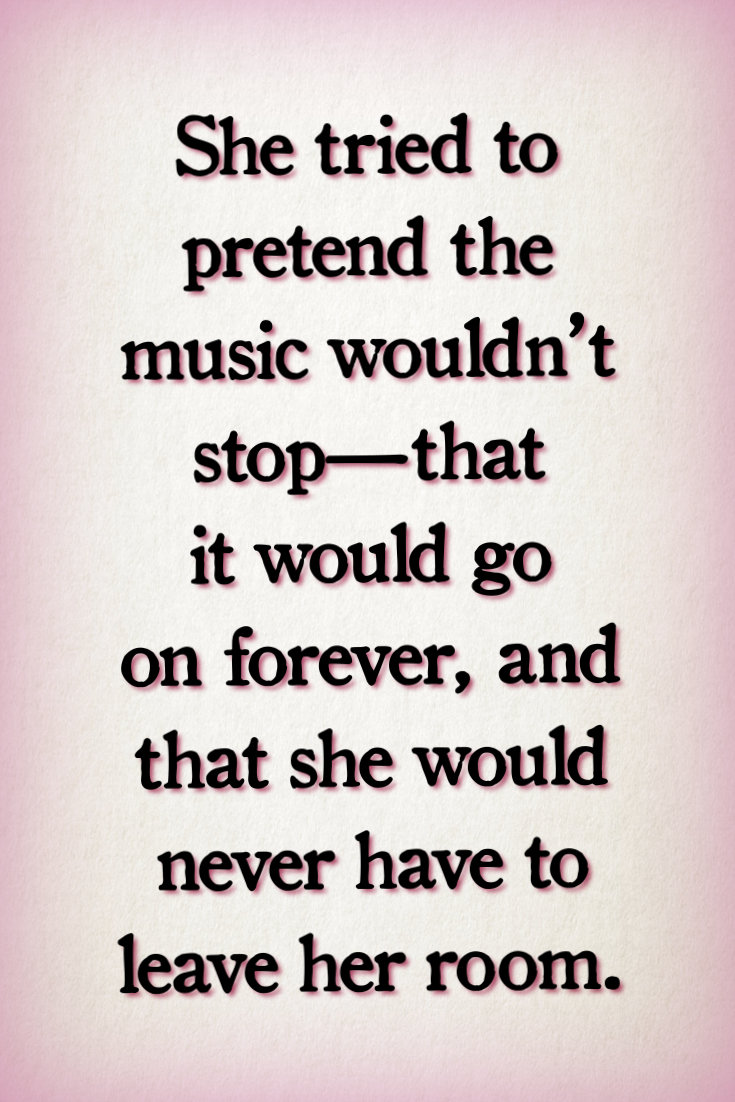 She tried to
pretend the
music wouldn’t
stop—that
it would go
on forever, and
that she would
never have to
leave her room.